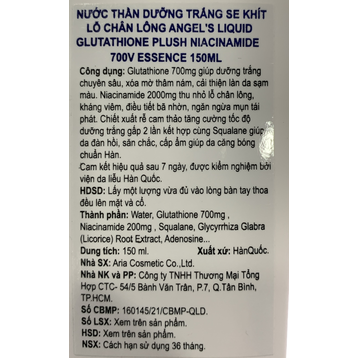 NƯỚC THẦN DƯỠNG TRẮNG SE KHÍT
LỖ CHÂN LÔNG ANGEL'S LIQUID
GLUTATHIONE PLUSH NIACINAMIDE
700V ESSENCE 150ML
Công dụng: Glutathione 700mg giúp dưỡng trắng
chuyên sâu, xóa mờ thâm nám, cải thiện làn da sạm
màu. Niacinamide 2000mg thu nhỏ lỗ chân lông,
kháng viêm, điều tiết bã nhờn, ngăn ngừa mụn tái
phát. Chiết xuất rễ cam thảo tăng cường tốc độ
dưỡng trắng gấp 2 lần kết hợp cùng Squalane giúp
da đàn hồi, săn chắc, cấp ẩm giúp da căng bóng
chuẩn Hàn.
Cam kết hiệu quả sau 7 ngày, được kiểm nghiệm bởi
viện da liễu Hàn Quốc.
HDSD: Lấy một lượng vừa đủ vào lòng bàn tay thoa
đều lên mặt và cổ.
Thành phần: Water, Glutathione 700mg ,
Niacinamide 200mg , Squalane, Glycyrrhiza Glabra
(Licorice) Root Extract, Adenosine...
Dung tích: 150 ml. Xuất xứ: HànQuốc.
Nhà SX: Aria Cosmetic Co.,Ltd.
Nhà NK và PP: Công ty TNHH Thương Mại Tổng
Hợp CTC- 54/5 Bành Văn Trân, P.7, Q.Tân Bình,
TP.HCM.
Số CBMP: 160145/21/CBMP-QLD.
Số LSX: Xem trên sản phẩm.
HSD: Xem trên sản phẩm.
NSX: Cách hạn sử dụng 36 tháng.